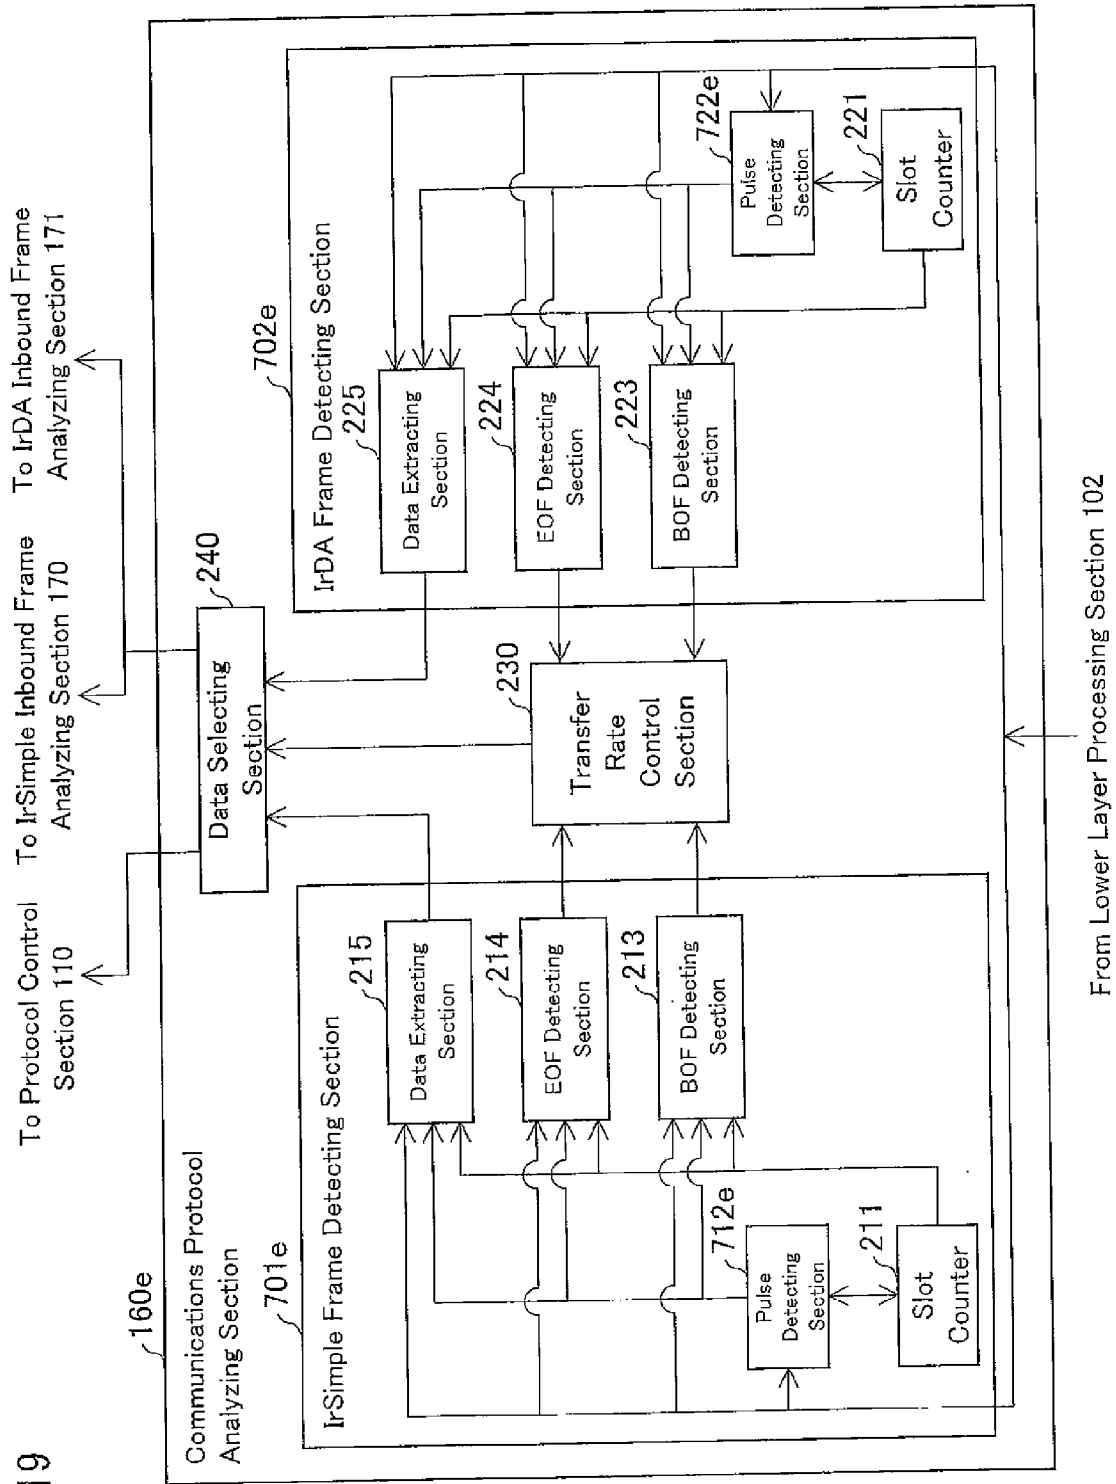 19
To Protocol Control
Section 110
To IrSimple Inbound Frame
Analyzing Section 170
To IrDA Inbound Frame
Analyzing Section 171
160e
Communications Protocol
Analyzing Section
240
Data Selecting
Section
701e
IrSimple Frame Detecting Section
215
Data Extracting
Section
214
EOF Detecting
Section
213
BOF Detecting
Section
712e
Pulse
Detecting
Section
211
Slot
Counter
230
Transfer
Rate
Control
Section
702e
IrDA Frame Detecting Section
225
Data Extracting
Section
224
EOF Detecting
Section
223
BOF Detecting
Section
722e
Pulse
Detecting
Section
221
Slot
Counter
From Lower Layer Processing Section 102